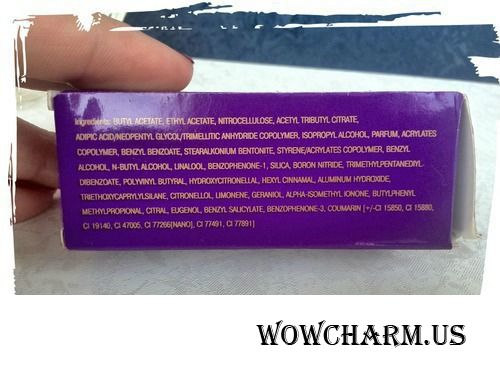 Ingredients: BUTYL ACETATE, ETHYL ACETATE, NITROCELLULOSE, ACETYL TRIBUTYL CITRATE,
ADIPIC ACID/NEOPENTYL GLYCOL/TRIMELLITIC ANHYDRIDE COPOLYMER, ISOPROPYL ALCOHOL, PARFUM, ACRYLATES
COPOLYMER, BENZYL BENZOATE, STEARALKONIUM BENTONITE, STYRENE/ACRYLATES COPOLYMER, BENZYL
ALCOHOL, N-BUTYL ALCOHOL, LINALOOL, BENZOPHENONE-1, SILICA, BORON NITRIDE, TRIMETHYLPENTANEDIYL-
DIBENZOATE, POLYVINYL BUTYRAL, HYDROXYCITRONELLAL, HEXYL CINNAMAL, ALUMINUM HYDROXIDE,
TRIETHOXYCAPRYLYLSILANE, CITRONELLOL, LIMONENE, GERANIOL, ALPHA-ISOMETHYL IONONE, BUTYLPHENYL
METHYLPROPIONAL, CITRAL, EUGENOL, BENZYL SALICYLATE, BENZOPHENONE-3, COUMARIN [+/-CI 15850, CI 15880,
CI 19140, CI 47005, CI 77266[NANO], CI 77491, CI 77891]
WOWCHARM.US